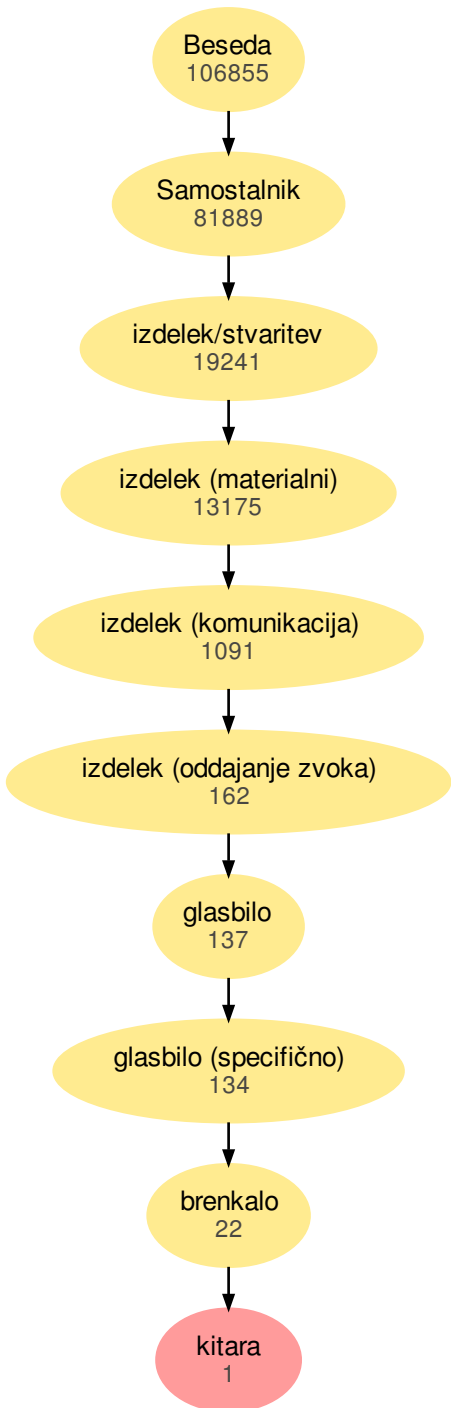 Beseda
106855
Samostalnik
81889
izdelek/stvaritev
19241
izdelek (materialni)
13175
izdelek (komunikacija)
1091
izdelek (oddajanje zvoka)
162
glasbilo
137
glasbilo (specifično)
134
brenkalo
22
kitara
1